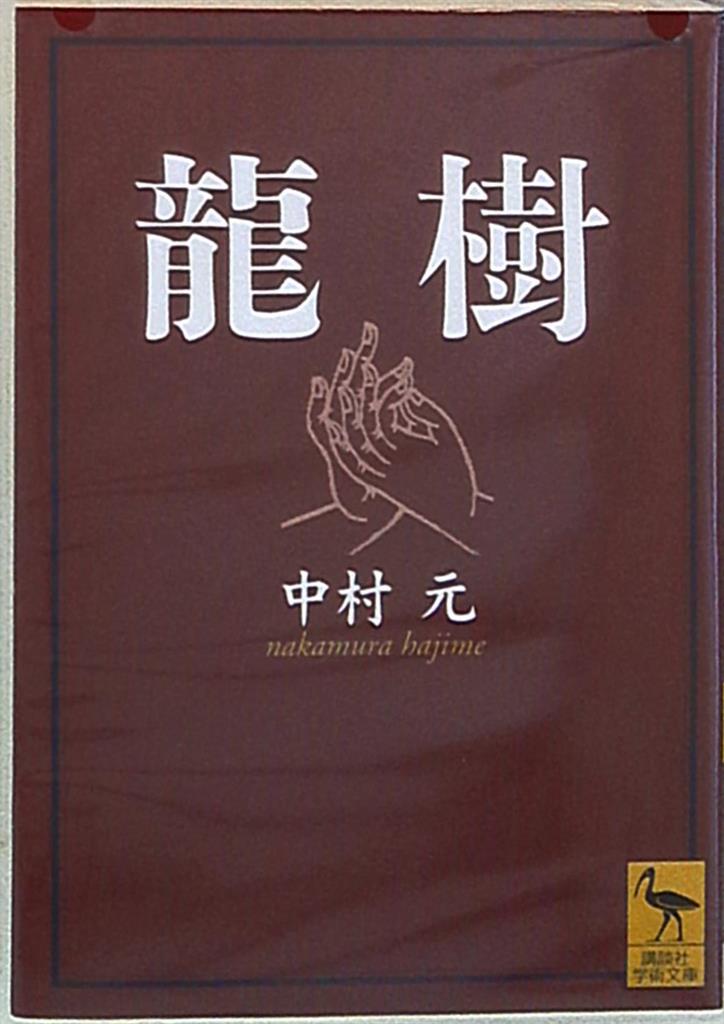 龍樹
中村 元
nakamura hajime
講談社
学術文庫